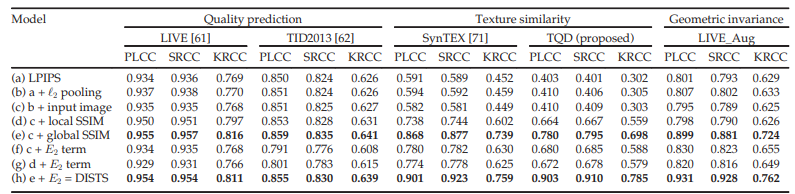 Model Quality prediction Texture similarity Geometric invariance
LIVE [61] TID2013 [62] SynTEX [71] TQD (proposed) LIVE_Aug
PLCC SRCC KRCC PLCC SRCC KRCC PLCC SRCC KRCC PLCC SRCC KRCC PLCC SRCC KRCC
(a) LPIPS 0.934 0.936 0.769 0.850 0.824 0.626 0.591 0.589 0.452 0.403 0.401 0.302 0.801 0.793 0.629
(b) a + ℓ2 pooling 0.937 0.938 0.770 0.851 0.824 0.626 0.594 0.592 0.459 0.410 0.406 0.305 0.807 0.802 0.633
(c) b + input image 0.935 0.935 0.768 0.851 0.825 0.627 0.582 0.581 0.449 0.410 0.409 0.303 0.795 0.789 0.625
(d) c + local SSIM 0.950 0.951 0.797 0.853 0.828 0.631 0.738 0.744 0.602 0.664 0.667 0.559 0.798 0.790 0.626
(e) c + global SSIM 0.955 0.957 0.816 0.859 0.835 0.641 0.868 0.877 0.739 0.780 0.795 0.698 0.899 0.881 0.724
(f) c + E2 term 0.934 0.935 0.768 0.791 0.776 0.608 0.780 0.782 0.630 0.680 0.685 0.588 0.830 0.823 0.655
(g) d + E2 term 0.929 0.931 0.766 0.801 0.783 0.615 0.774 0.778 0.625 0.672 0.678 0.579 0.820 0.816 0.649
(h) e + E2 = DISTS 0.954 0.954 0.811 0.855 0.830 0.639 0.901 0.923 0.759 0.903 0.910 0.785 0.931 0.928 0.762